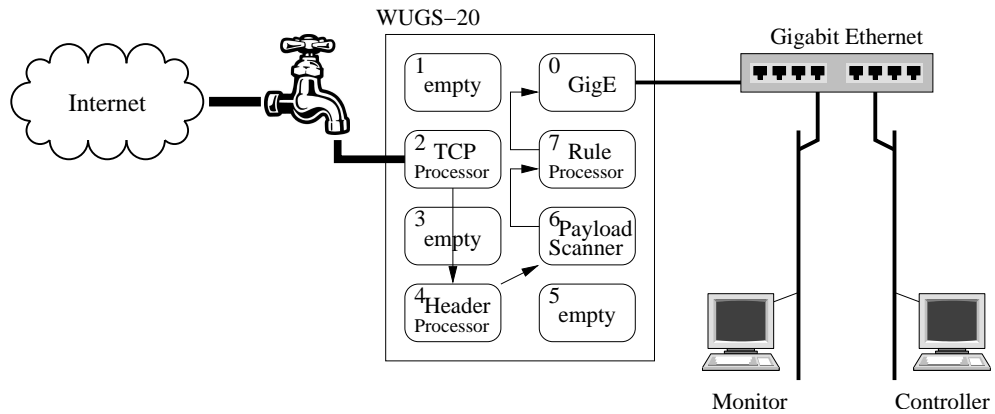 WUGS−20
Gigabit Ethernet
Internet
1
empty
0
GigE
2 TCP
Processor
7 Rule
Processor
3
empty
6 Payload
Scanner
4 Header
Processor
5
empty
Monitor
Controller